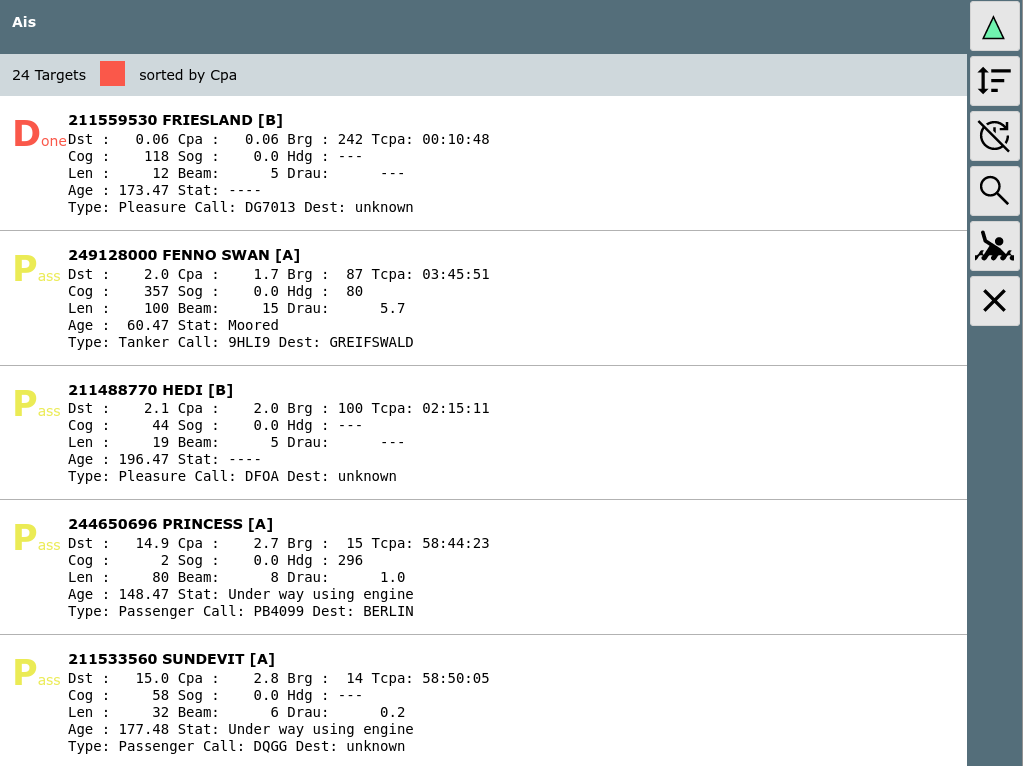 Ais
24 Targets sorted by Cpa
Done
211559530 FRIESLAND [B]
Dst :   0.06 Cpa :   0.06 Brg : 242 Tcpa: 00:10:48
Cog :    118 Sog :    0.0 Hdg : ---
Len :     12 Beam:      5 Drau:      ---
Age : 173.47 Stat: ----
Type: Pleasure Call: DG7013 Dest: unknown
Pass
249128000 FENNO SWAN [A]
Dst :    2.0 Cpa :    1.7 Brg :  87 Tcpa: 03:45:51
Cog :    357 Sog :    0.0 Hdg :  80
Len :    100 Beam:     15 Drau:      5.7
Age :  60.47 Stat: Moored
Type: Tanker Call: 9HLI9 Dest: GREIFSWALD
Pass
211488770 HEDI [B]
Dst :    2.1 Cpa :    2.0 Brg : 100 Tcpa: 02:15:11
Cog :     44 Sog :    0.0 Hdg : ---
Len :     19 Beam:      5 Drau:      ---
Age : 196.47 Stat: ----
Type: Pleasure Call: DFOA Dest: unknown
Pass
244650696 PRINCESS [A]
Dst :   14.9 Cpa :    2.7 Brg :  15 Tcpa: 58:44:23
Cog :      2 Sog :    0.0 Hdg : 296
Len :     80 Beam:      8 Drau:      1.0
Age : 148.47 Stat: Under way using engine
Type: Passenger Call: PB4099 Dest: BERLIN
Pass
211533560 SUNDEVIT [A]
Dst :   15.0 Cpa :    2.8 Brg :  14 Tcpa: 58:50:05
Cog :     58 Sog :    0.0 Hdg : ---
Len :     32 Beam:      6 Drau:      0.2
Age : 177.48 Stat: Under way using engine
Type: Passenger Call: DQGG Dest: unknown